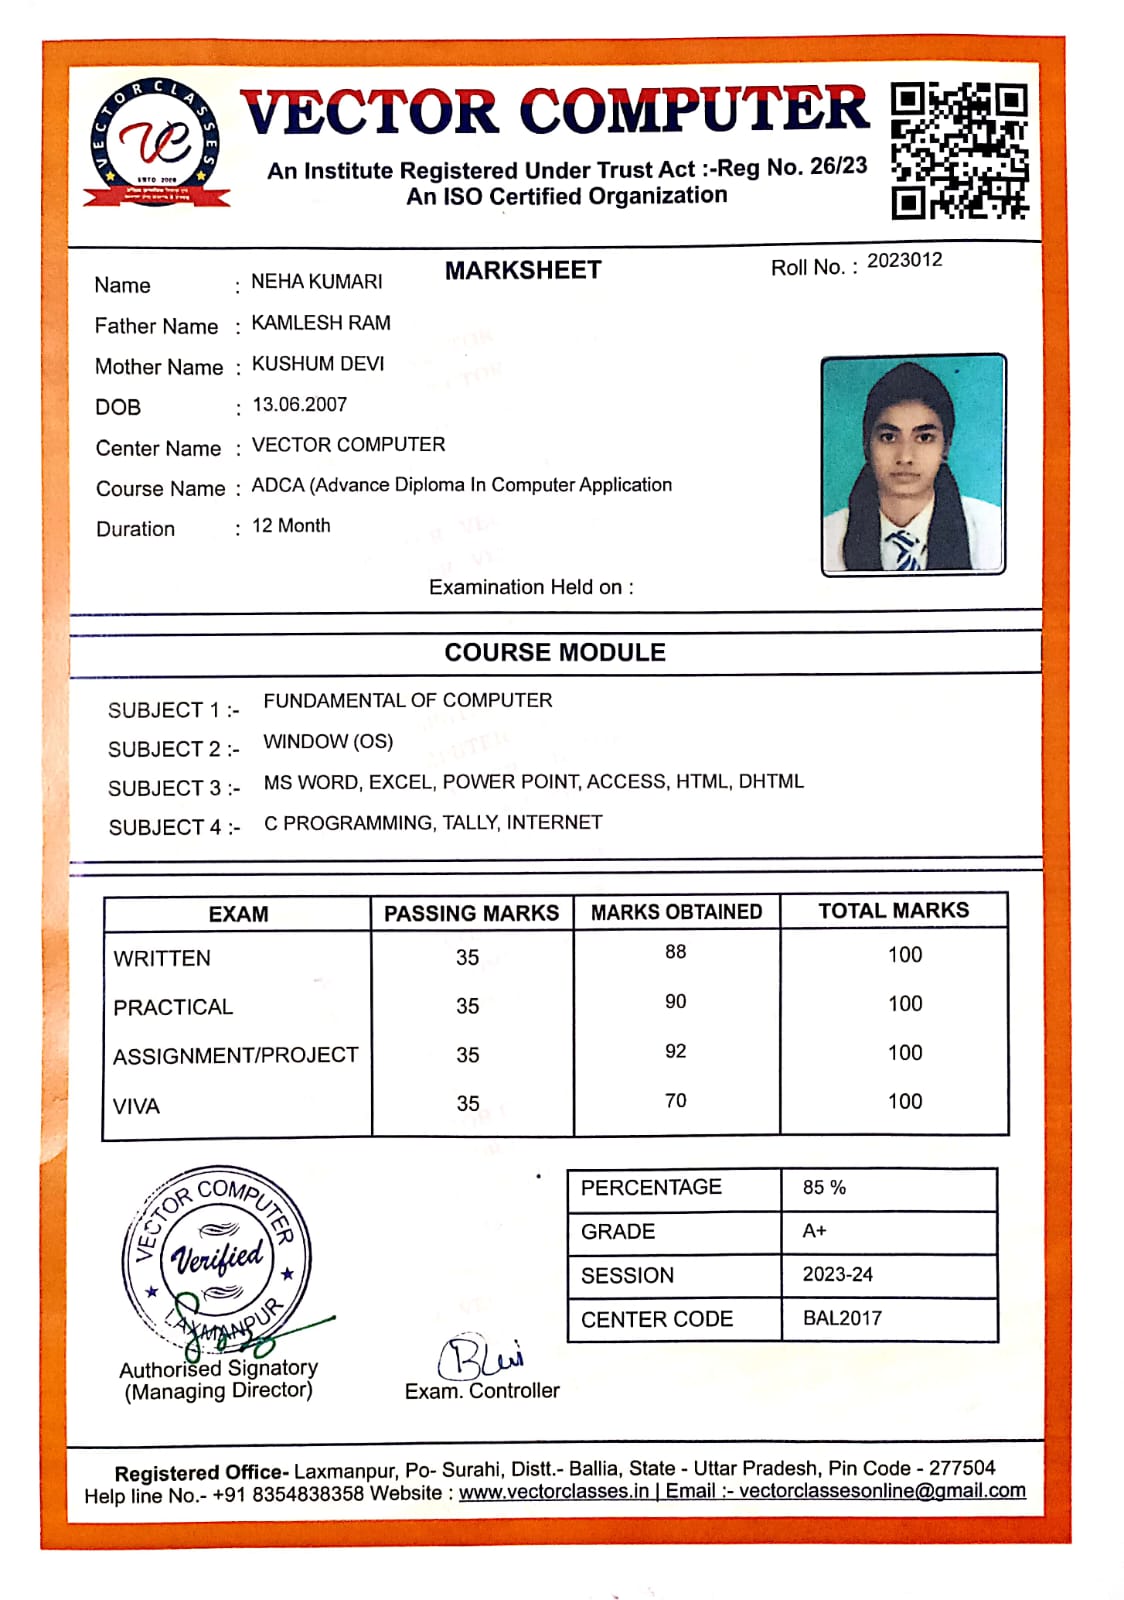 VECTOR CLASSES
VC
ESTD 2008
VECTOR COMPUTER
An Institute Registered Under Trust Act :-Reg No. 26/23
An ISO Certified Organization
MARKSHEET
Roll No. : 2023012
Name : NEHA KUMARI
Father Name : KAMLESH RAM
Mother Name : KUSHUM DEVI
DOB : 13.06.2007
Center Name : VECTOR COMPUTER
Course Name : ADCA (Advance Diploma In Computer Application
Duration : 12 Month
Examination Held on :
COURSE MODULE
SUBJECT 1 :- FUNDAMENTAL OF COMPUTER
SUBJECT 2 :- WINDOW (OS)
SUBJECT 3 :- MS WORD, EXCEL, POWER POINT, ACCESS, HTML, DHTML
SUBJECT 4 :- C PROGRAMMING, TALLY, INTERNET
EXAM PASSING MARKS MARKS OBTAINED TOTAL MARKS
WRITTEN 35 88 100
PRACTICAL 35 90 100
ASSIGNMENT/PROJECT 35 92 100
VIVA 35 70 100
PERCENTAGE 85 %
GRADE A+
SESSION 2023-24
CENTER CODE BAL2017
VECTOR COMPUTER
Verified
LAXMANPUR
Authorised Signatory
(Managing Director)
Exam. Controller
Registered Office- Laxmanpur, Po- Surahi, Distt.- Ballia, State - Uttar Pradesh, Pin Code - 277504
Help line No.- +91 8354838358 Website : www.vectorclasses.in | Email :- vectorclassesonline@gmail.com